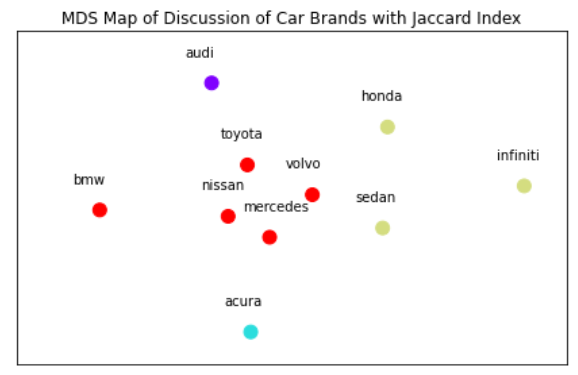 MDS Map of Discussion of Car Brands with Jaccard Index
audi
honda
toyota
volvo
infiniti
bmw
nissan
sedan
mercedes
acura